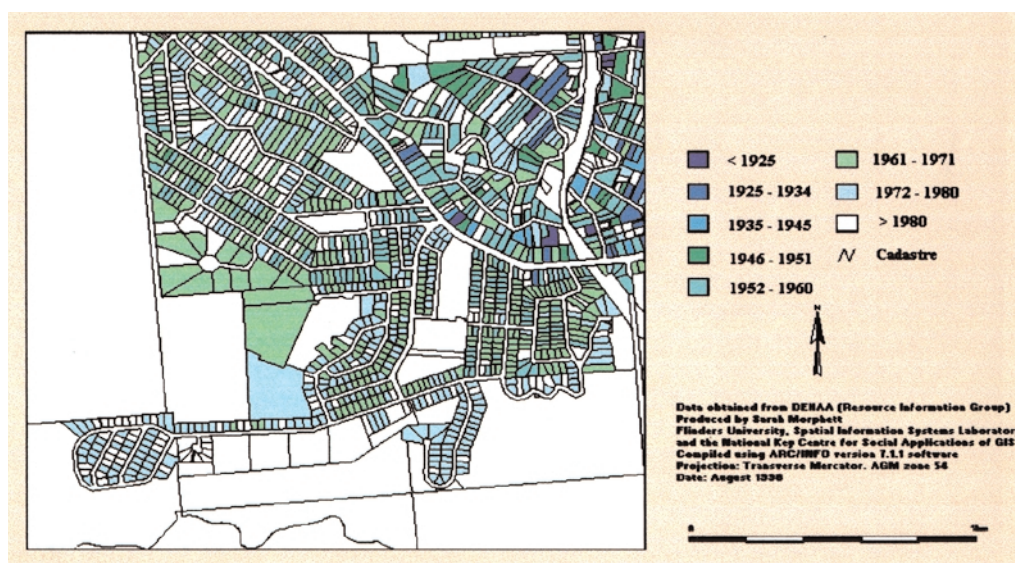 < 1925
1925 - 1934
1935 - 1945
1946 - 1951
1952 - 1960
1961 - 1971
1972 - 1980
> 1980
Cadastre
N
Data obtained from DEHAA (Resource Information Group)
Produced by Sarah Morphett
Flinders University, Spatial Information Systems Laborator
and the National Key Centre for Social Applications of GIS
Compiled using ARC/INFO version 7.1.1 software
Projection: Transverse Mercator. AGM zone 54
Date: August 1998
0